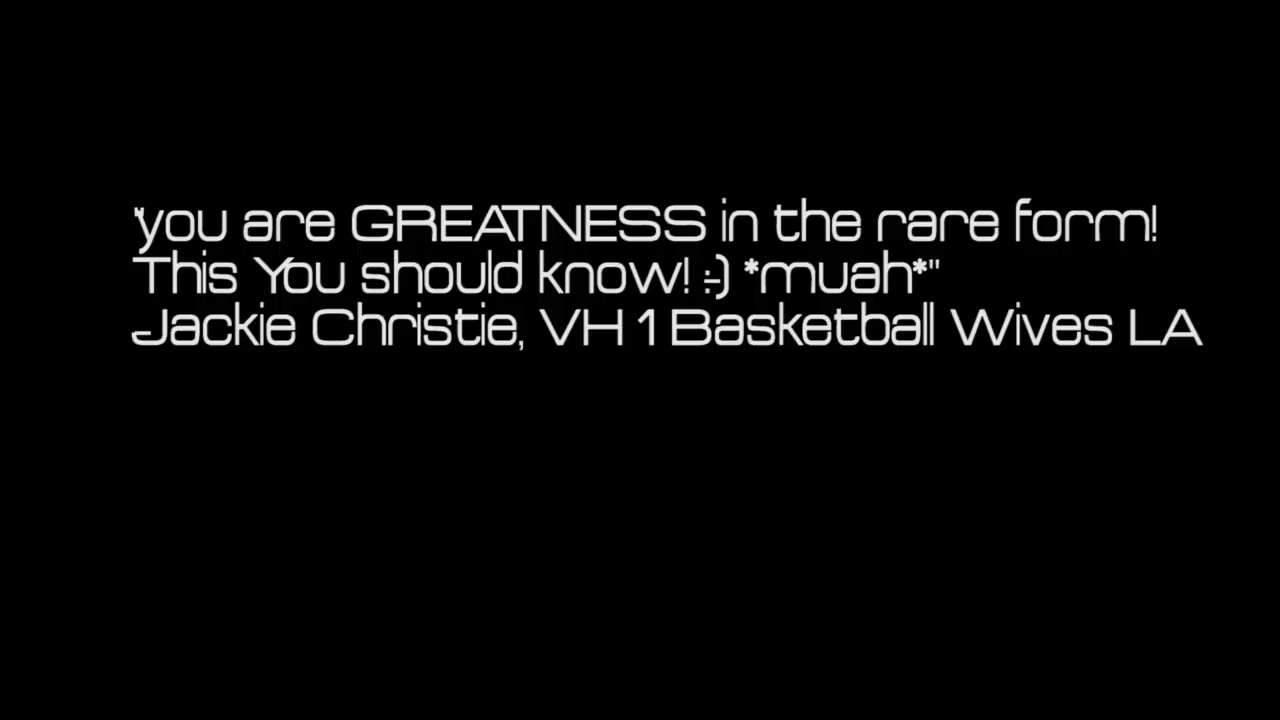 "you are GREATNESS in the rare form!
This You should know! :-) *muah*"
-Jackie Christie, VH 1 Basketball Wives LA